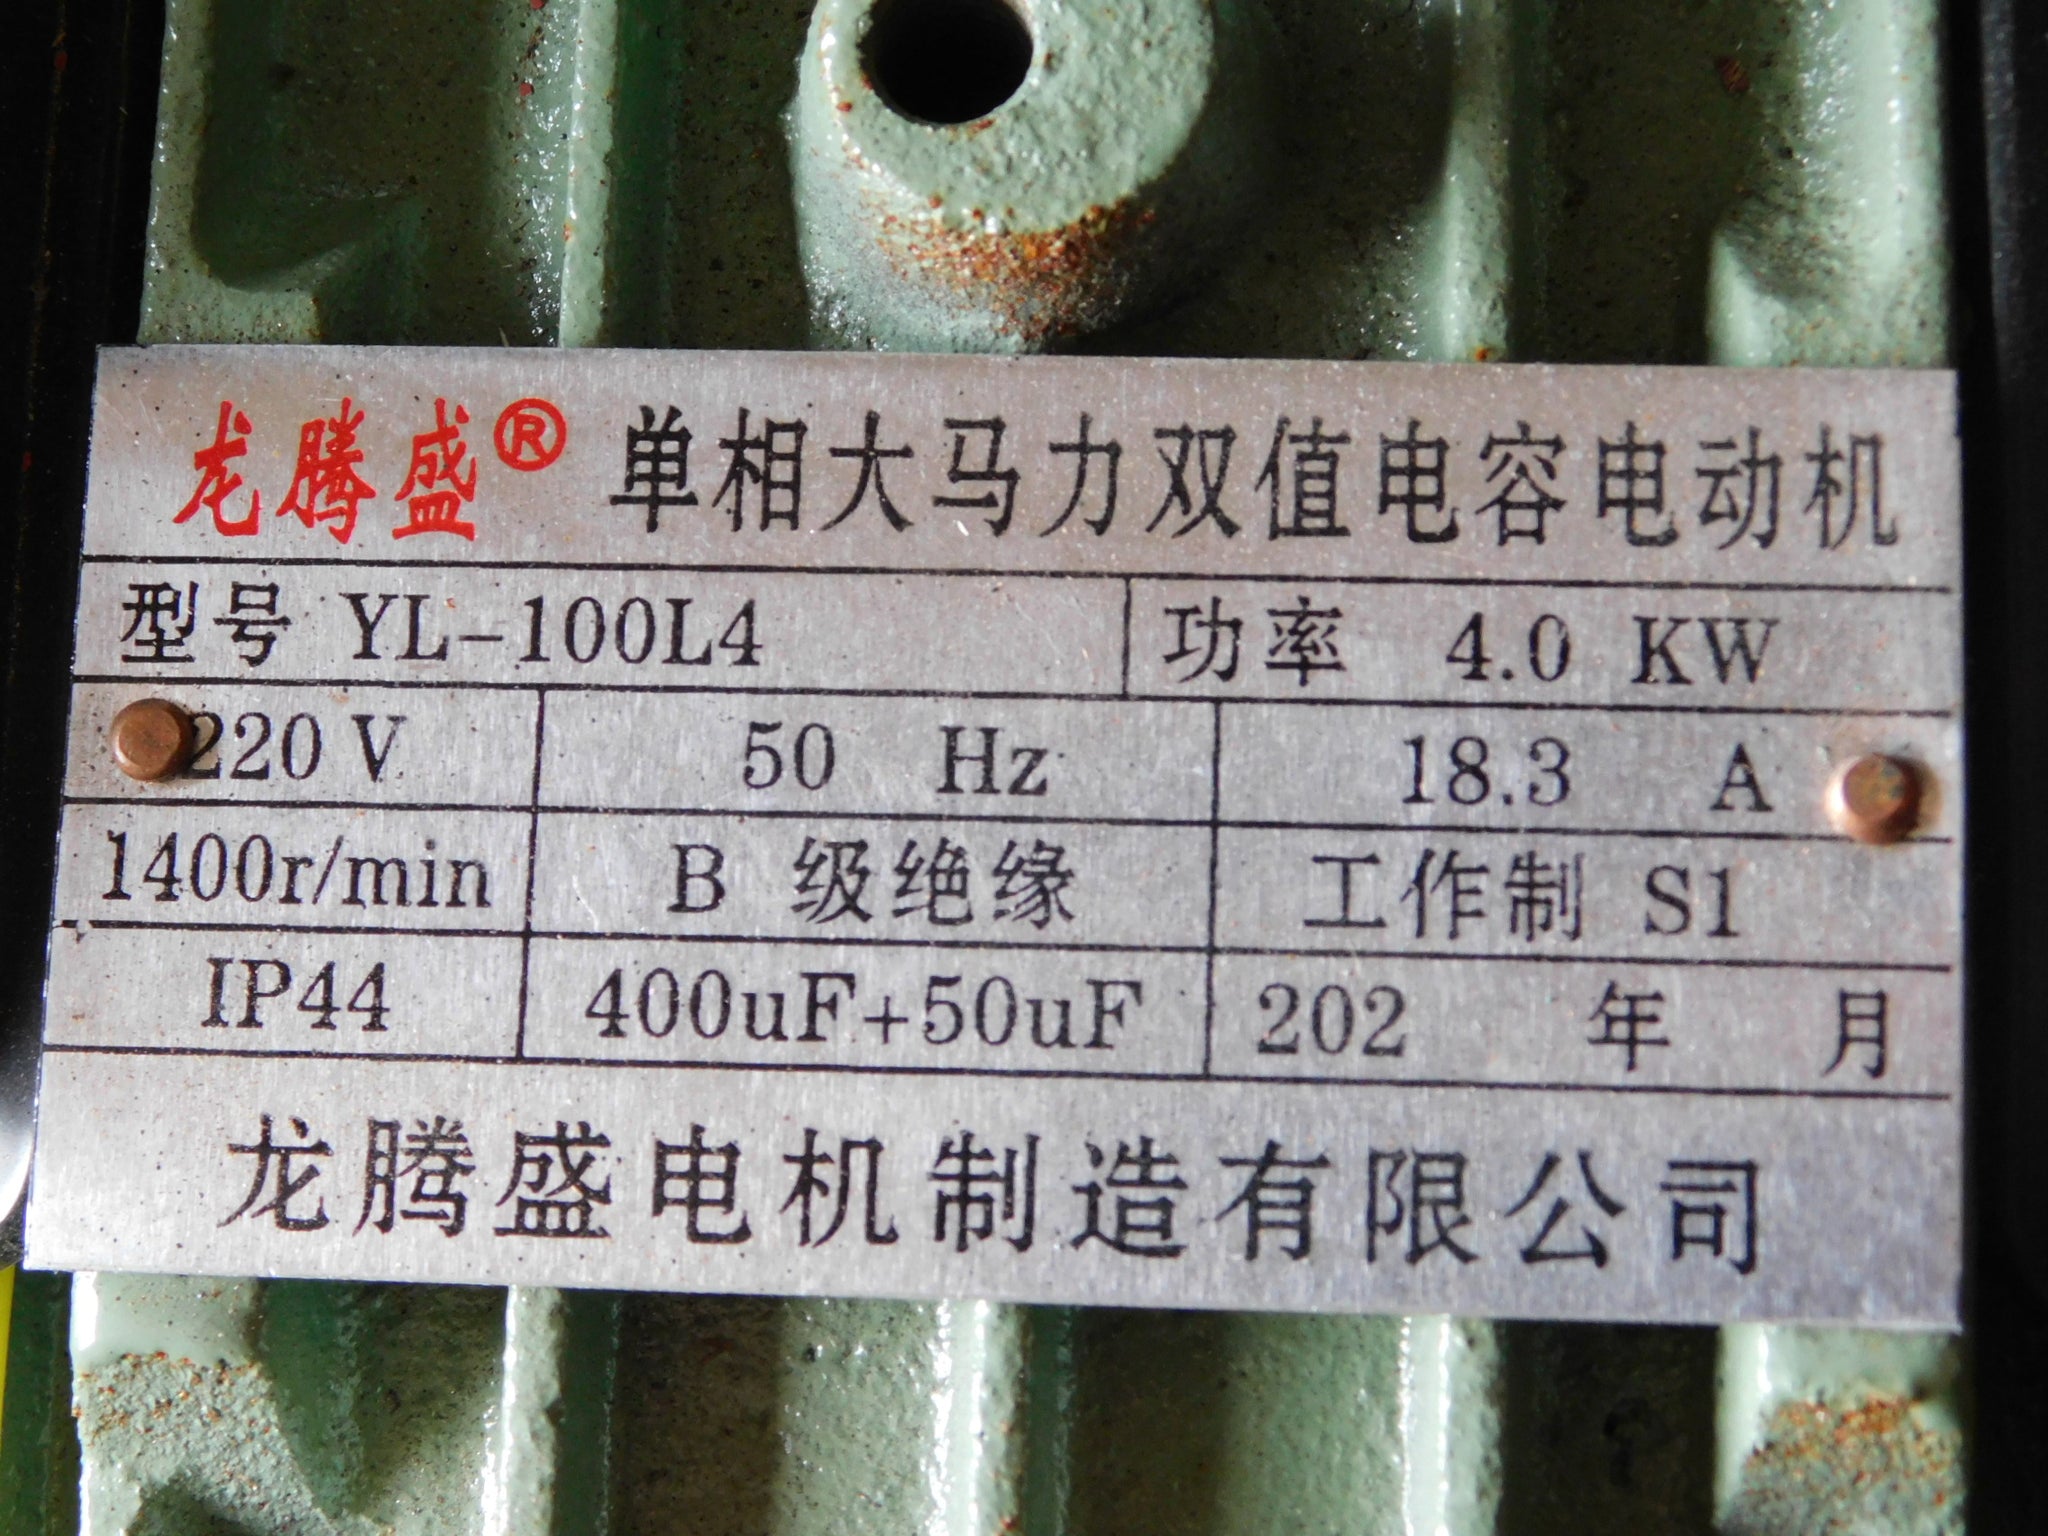 龙腾盛® 单相大马力双值电容电动机
型号 YL-100L4 功率 4.0 KW
220 V 50 Hz 18.3 A
1400r/min B 级绝缘 工作制 S1
IP44 400uF+50uF 202 年 月
龙腾盛电机制造有限公司